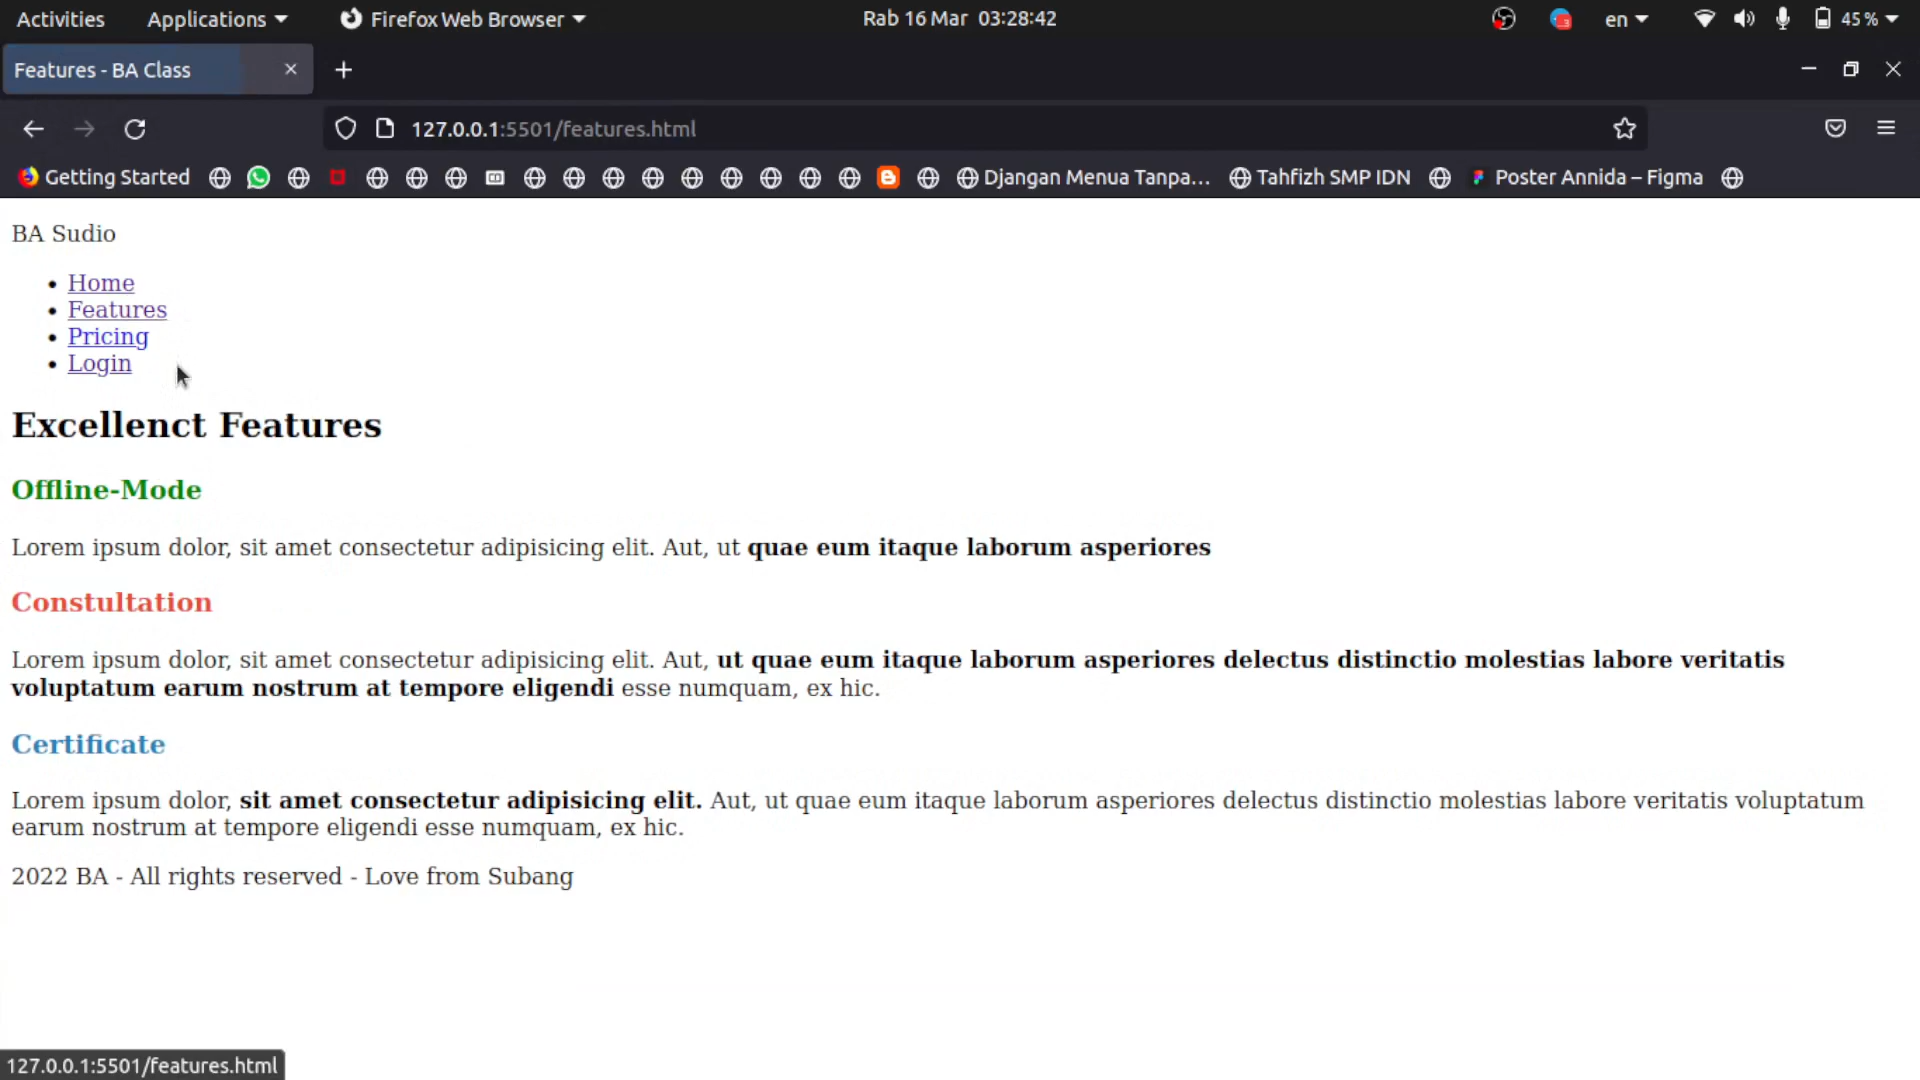 Activities Applications Firefox Web Browser Rab 16 Mar 03:28:42 en 45 %
Features - BA Class
127.0.0.1:5501/features.html
Getting Started Djangan Menua Tanpa... Tahfizh SMP IDN Poster Annida – Figma
BA Sudio
Home
Features
Pricing
Login
Excellenct Features
Offline-Mode
Lorem ipsum dolor, sit amet consectetur adipisicing elit. Aut, ut quae eum itaque laborum asperiores
Constultation
Lorem ipsum dolor, sit amet consectetur adipisicing elit. Aut, ut quae eum itaque laborum asperiores delectus distinctio molestias labore veritatis
voluptatum earum nostrum at tempore eligendi esse numquam, ex hic.
Certificate
Lorem ipsum dolor, sit amet consectetur adipisicing elit. Aut, ut quae eum itaque laborum asperiores delectus distinctio molestias labore veritatis voluptatum
earum nostrum at tempore eligendi esse numquam, ex hic.
2022 BA - All rights reserved - Love from Subang
127.0.0.1:5501/features.html